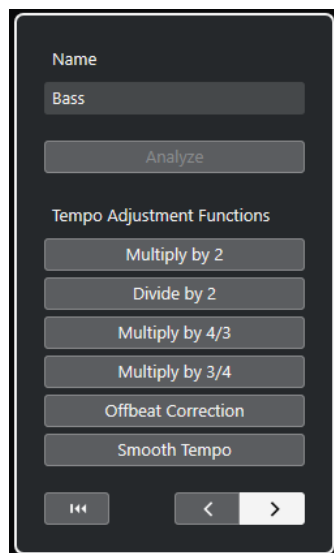 Name
Bass
Analyze
Tempo Adjustment Functions
Multiply by 2
Divide by 2
Multiply by 4/3
Multiply by 3/4
Offbeat Correction
Smooth Tempo